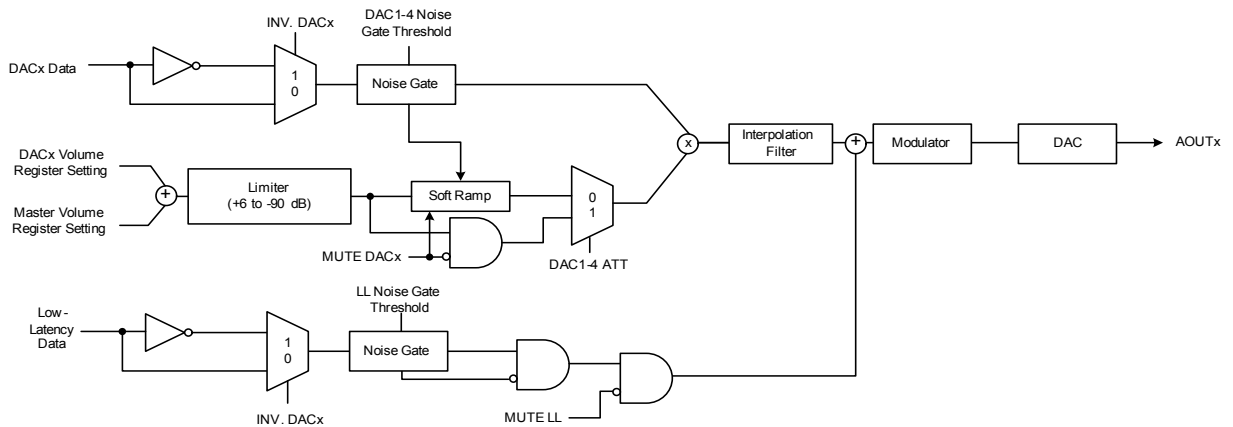 INV. DACx
DAC1-4 Noise
Gate Threshold
DACx Data
1
0
Noise Gate
DACx Volume
Register Setting
Master Volume
Register Setting
+
Limiter
(+6 to -90 dB)
Soft Ramp
0
1
MUTE DACx
DAC1-4 ATT
x
Interpolation
Filter
+
Modulator
DAC
AOUTx
Low-
Latency
Data
1
0
INV. DACx
LL Noise Gate
Threshold
Noise Gate
MUTE LL